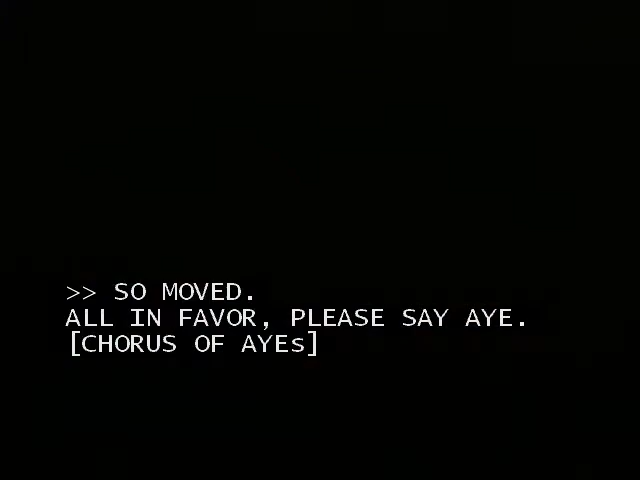 >> SO MOVED.
ALL IN FAVOR, PLEASE SAY AYE.
[CHORUS OF AYEs]